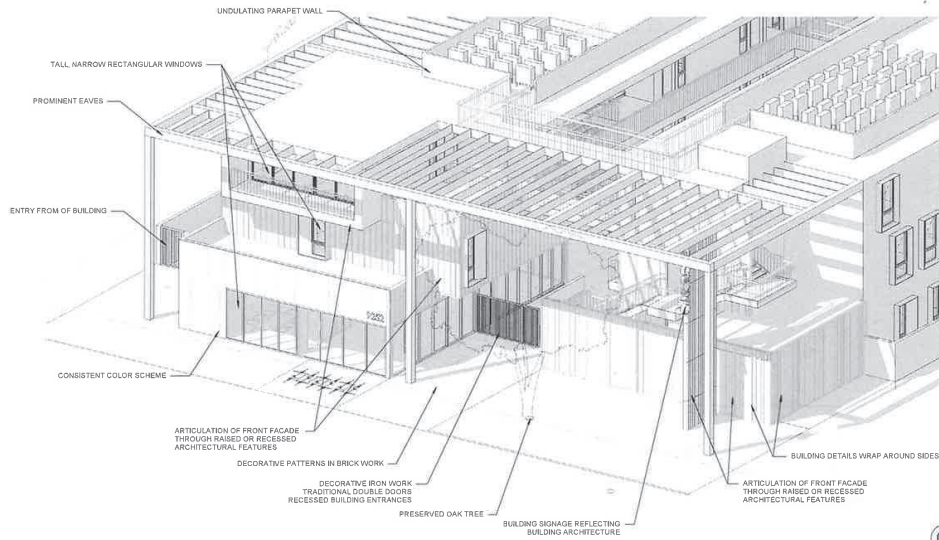 UNDULATING PARAPET WALL
TALL, NARROW RECTANGULAR WINDOWS
PROMINENT EAVES
ENTRY FROM OF BUILDING
CONSISTENT COLOR SCHEME
ARTICULATION OF FRONT FACADE
THROUGH RAISED OR RECESSED
ARCHITECTURAL FEATURES
DECORATIVE PATTERNS IN BRICK WORK
DECORATIVE IRON WORK
TRADITIONAL DOUBLE DOORS
RECESSED BUILDING ENTRANCES
PRESERVED OAK TREE
BUILDING SIGNAGE REFLECTING
BUILDING ARCHITECTURE
BUILDING DETAILS WRAP AROUND SIDES
ARTICULATION OF FRONT FACADE
THROUGH RAISED OR RECESSED
ARCHITECTURAL FEATURES